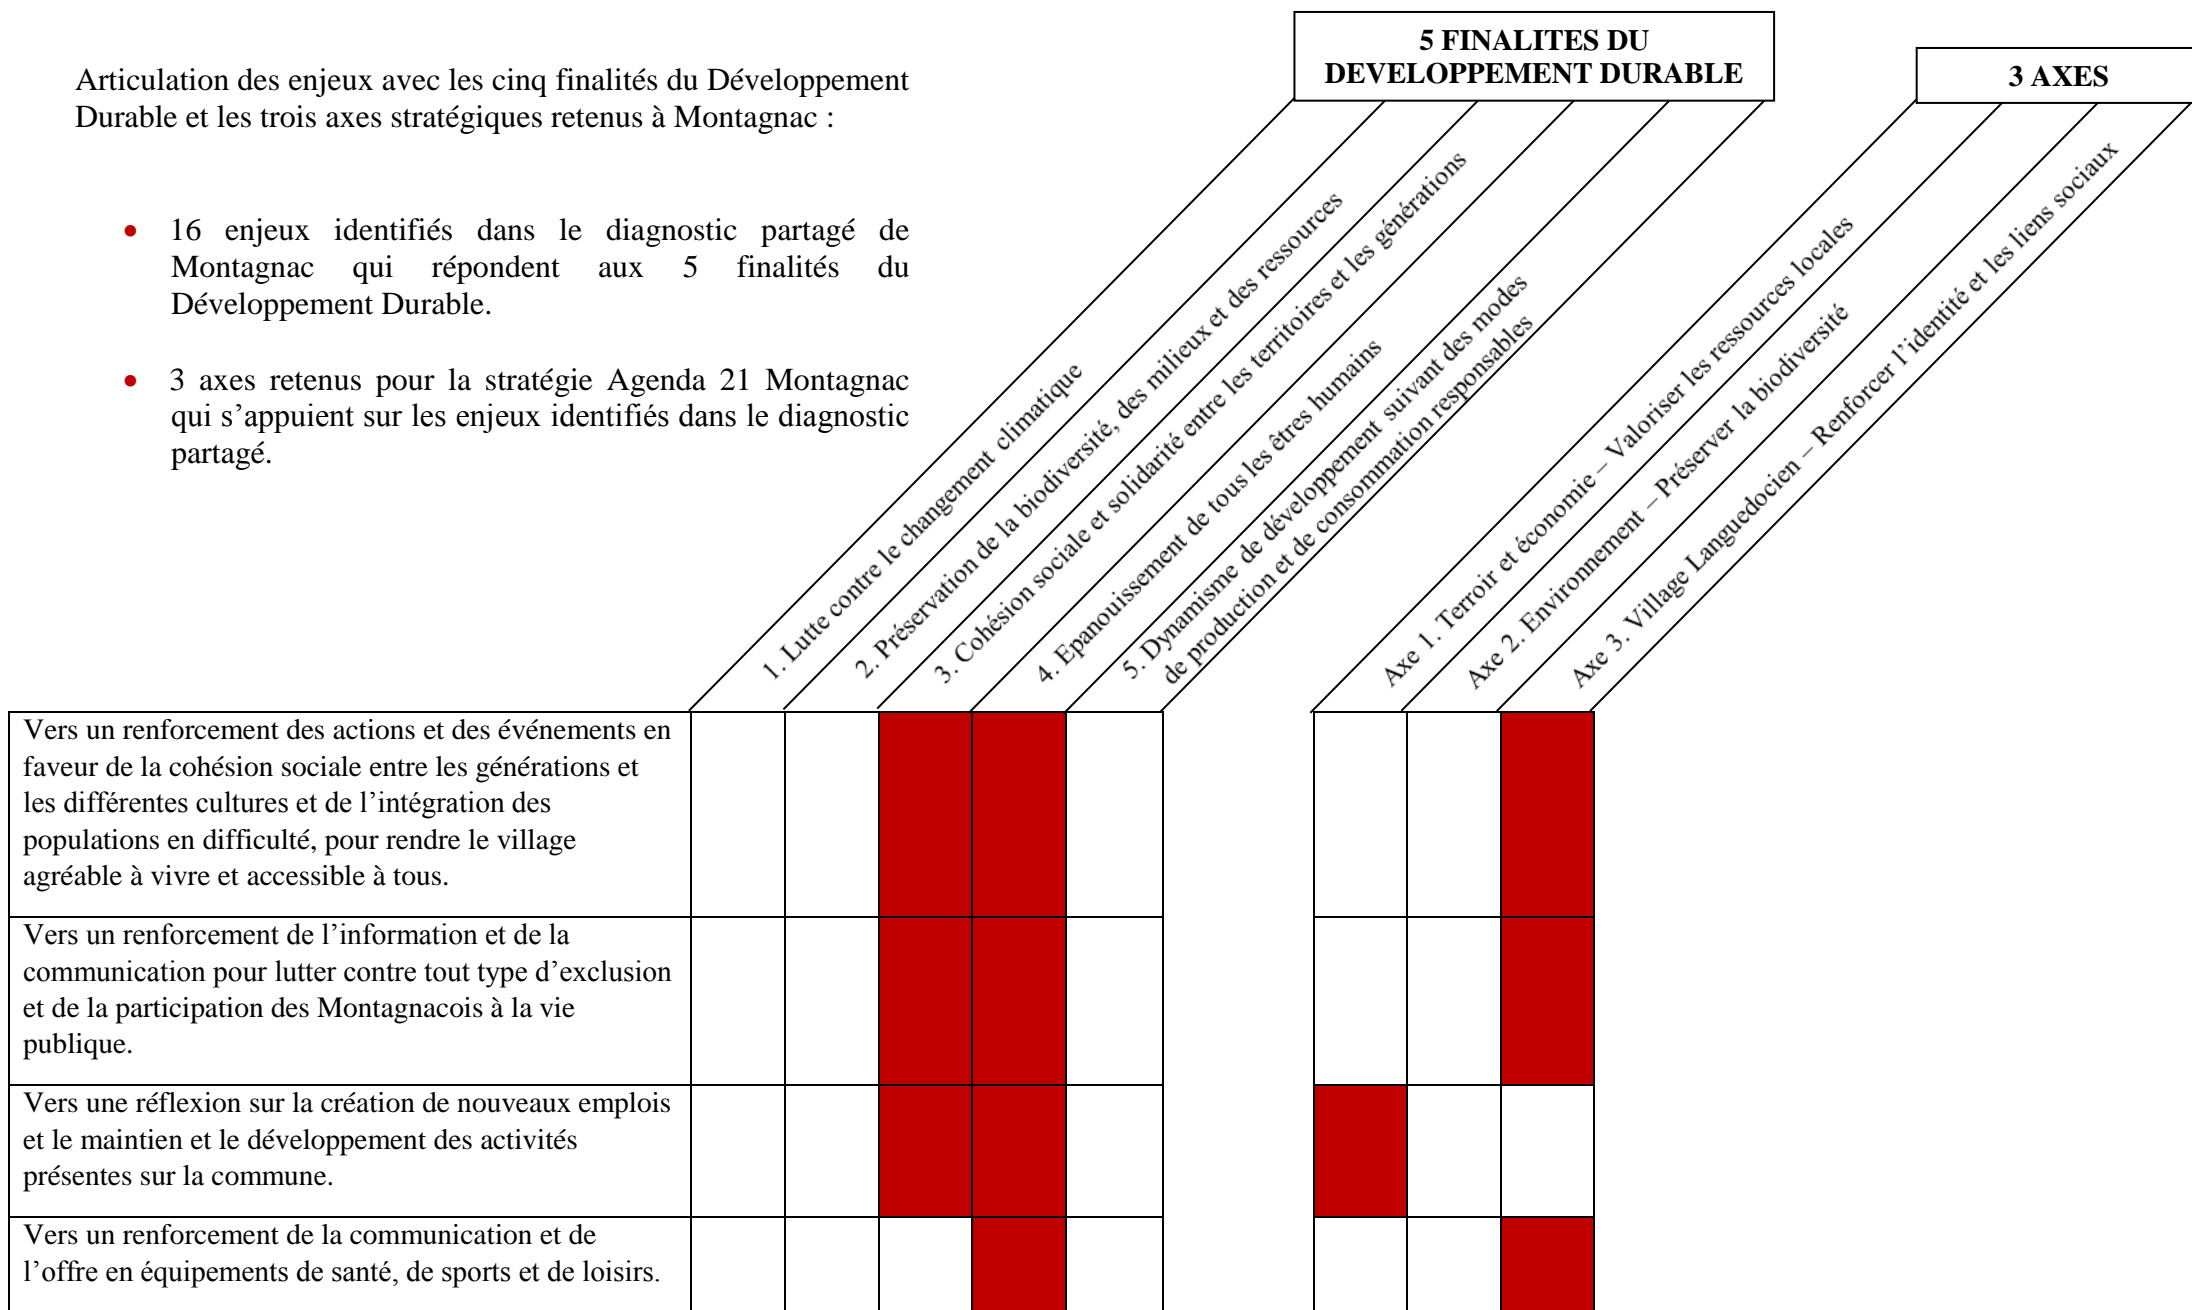 Articulation des enjeux avec les cinq finalités du Développement
Durable et les trois axes stratégiques retenus à Montagnac :
• 16 enjeux identifiés dans le diagnostic partagé de
Montagnac qui répondent aux 5 finalités du
Développement Durable.
• 3 axes retenus pour la stratégie Agenda 21 Montagnac
qui s’appuient sur les enjeux identifiés dans le diagnostic
partagé.
5 FINALITES DU
DEVELOPPEMENT DURABLE
3 AXES
1. Lutte contre le changement climatique
2. Préservation de la biodiversité, des milieux et des ressources
3. Cohésion sociale et solidarité entre les territoires et les générations
4. Epanouissement de tous les êtres humains
5. Dynamisme de développement suivant des modes
de production et de consommation responsables
Axe 1. Terroir et économie – Valoriser les ressources locales
Axe 2. Environnement – Préserver la biodiversité
Axe 3. Village Languedocien – Renforcer l’identité et les liens sociaux
Vers un renforcement des actions et des événements en
faveur de la cohésion sociale entre les générations et
les différentes cultures et de l’intégration des
populations en difficulté, pour rendre le village
agréable à vivre et accessible à tous.
Vers un renforcement de l’information et de la
communication pour lutter contre tout type d’exclusion
et de la participation des Montagnacois à la vie
publique.
Vers une réflexion sur la création de nouveaux emplois
et le maintien et le développement des activités
présentes sur la commune.
Vers un renforcement de la communication et de
l’offre en équipements de santé, de sports et de loisirs.